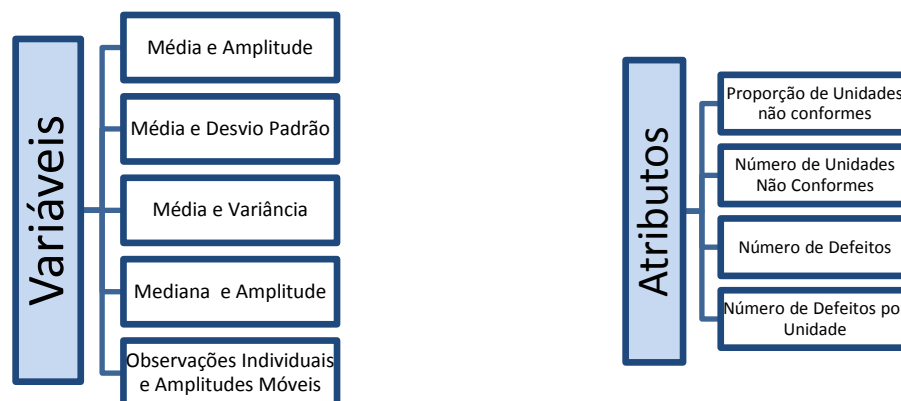 Variáveis
Média e Amplitude
Média e Desvio Padrão
Média e Variância
Mediana e Amplitude
Observações Individuais
e Amplitudes Móveis
Atributos
Proporção de Unidades
não conformes
Número de Unidades
Não Conformes
Número de Defeitos
Número de Defeitos po
Unidade